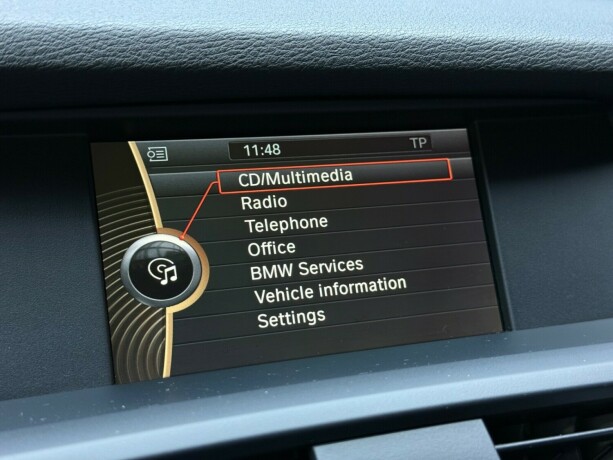 11:48 TP
CD/Multimedia
Radio
Telephone
Office
BMW Services
Vehicle information
Settings